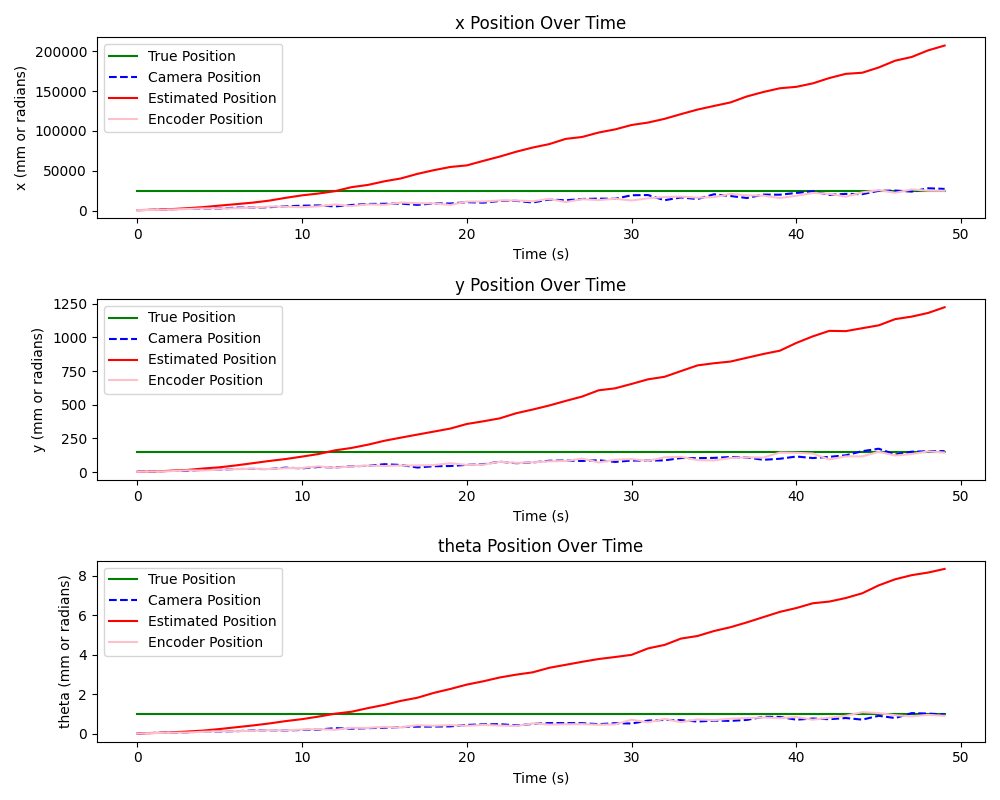 x Position Over Time
x (mm or radians)
200000
150000
100000
50000
0
True Position
Camera Position
Estimated Position
Encoder Position
0 10 20 30 40 50
Time (s)
y Position Over Time
y (mm or radians)
1250
1000
750
500
250
0
True Position
Camera Position
Estimated Position
Encoder Position
0 10 20 30 40 50
Time (s)
theta Position Over Time
theta (mm or radians)
8
6
4
2
0
True Position
Camera Position
Estimated Position
Encoder Position
0 10 20 30 40 50
Time (s)